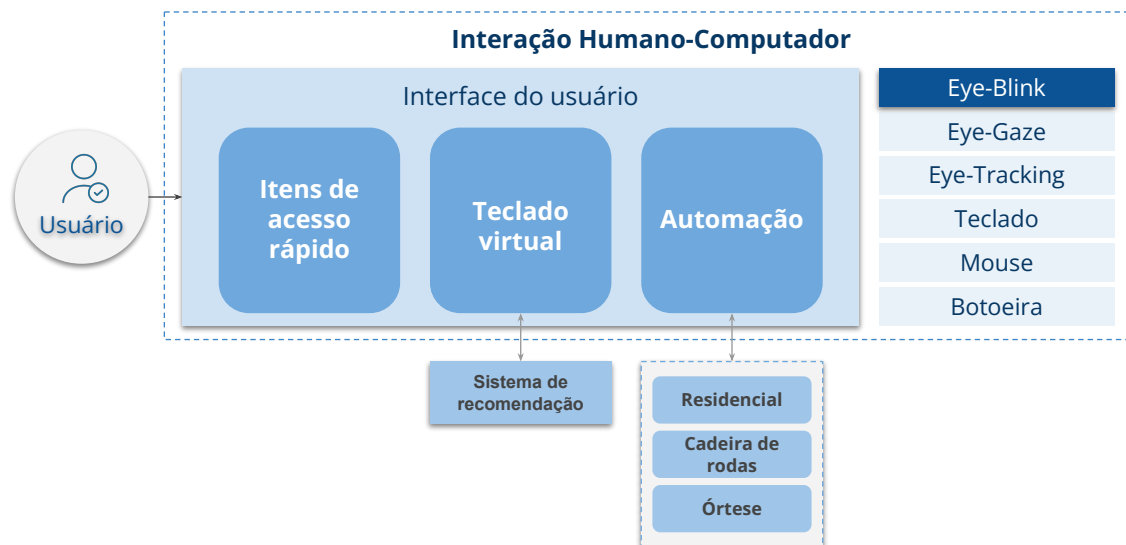 Interação Humano-Computador
Interface do usuário
Usuário
Itens de
acesso
rápido
Teclado
virtual
Automação
Eye-Blink
Eye-Gaze
Eye-Tracking
Teclado
Mouse
Botoeira
Sistema de
recomendação
Residencial
Cadeira de
rodas
Órtese